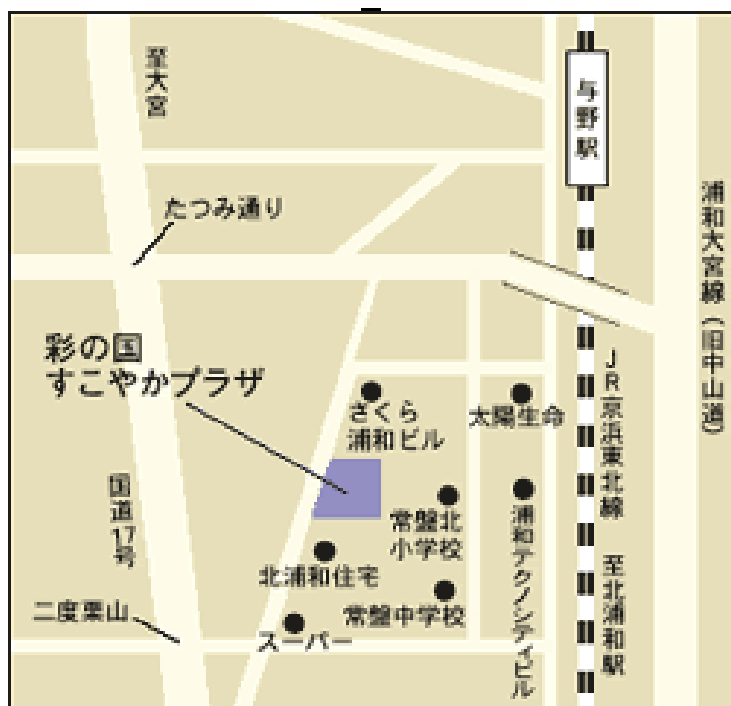 至大宮
与野駅
たつみ通り
浦和大宮線（旧中山道）
彩の国
すこやかプラザ
さくら
浦和ビル
太陽生命
JR京浜東北線
至北浦和駅
国道17号
常盤北
小学校
浦和テクノシティビル
北浦和住宅
常盤中学校
二度栗山
スーパー